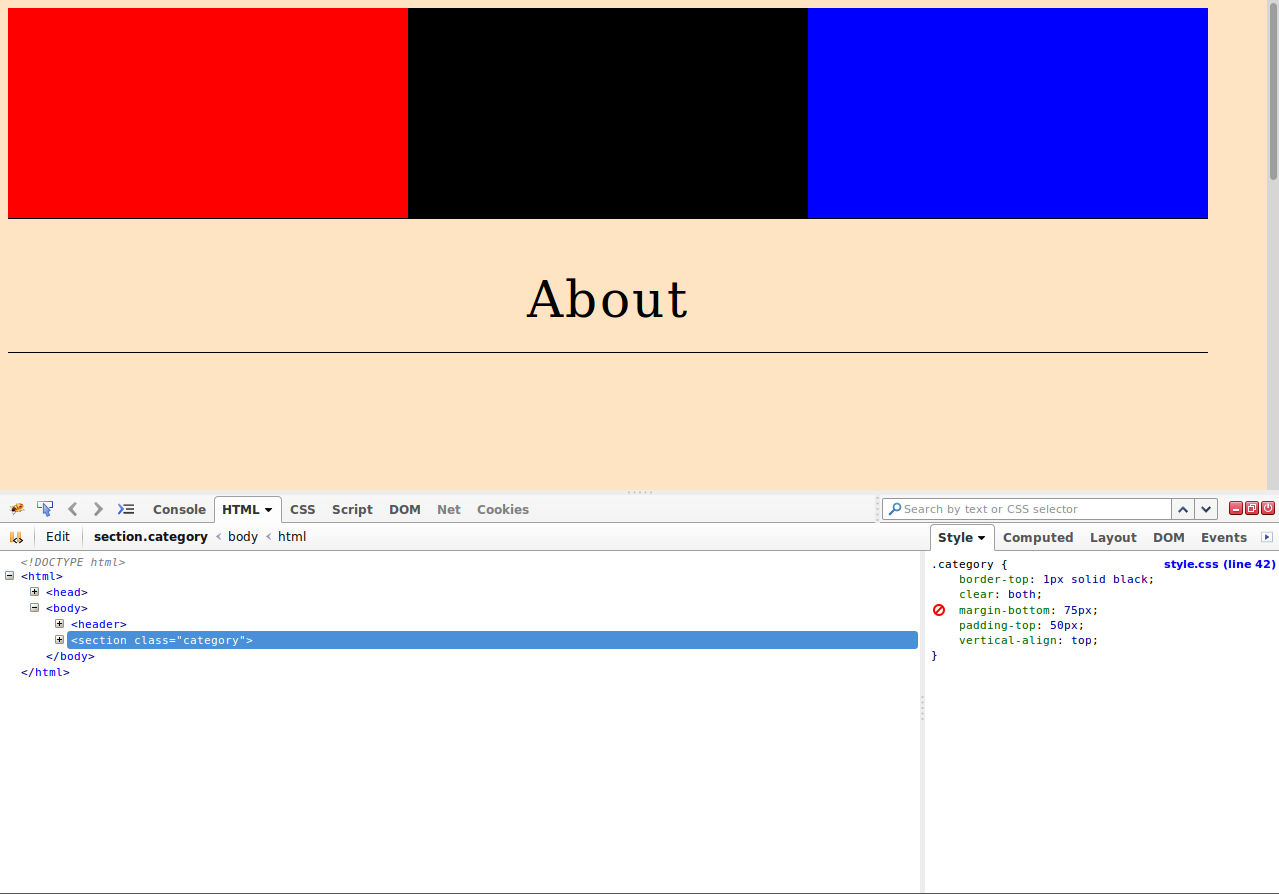 About
Console HTML CSS Script DOM Net Cookies Search by text or CSS selector
Edit section.category body html Style Computed Layout DOM Events
<!DOCTYPE html>
<html>
<head>
<body>
<header>
<section class="category">
</body>
</html>
.category { style.css (line 42)
border-top: 1px solid black;
clear: both;
margin-bottom: 75px;
padding-top: 50px;
vertical-align: top;
}